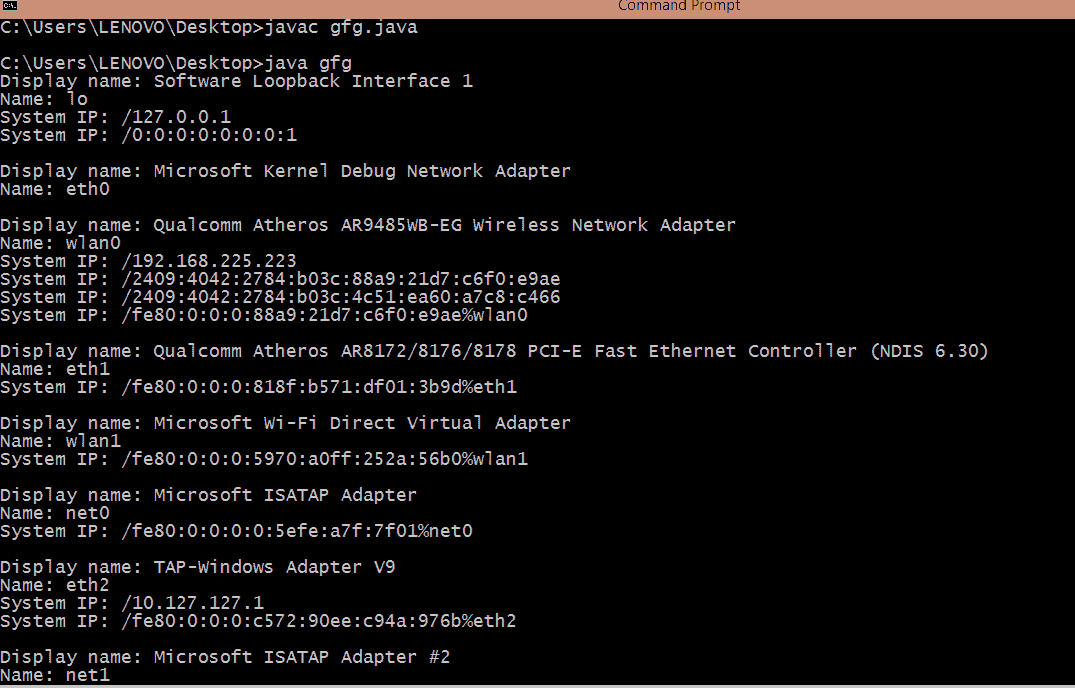 Command Prompt
C:\Users\LENOVO\Desktop>javac gfg.java
C:\Users\LENOVO\Desktop>java gfg
Display name: Software Loopback Interface 1
Name: lo
System IP: /127.0.0.1
System IP: /0:0:0:0:0:0:0:1
Display name: Microsoft Kernel Debug Network Adapter
Name: eth0
Display name: Qualcomm Atheros AR9485WB-EG Wireless Network Adapter
Name: wlan0
System IP: /192.168.225.223
System IP: /2409:4042:2784:b03c:88a9:21d7:c6f0:e9ae
System IP: /2409:4042:2784:b03c:4c51:ea60:a7c8:c466
System IP: /fe80:0:0:0:88a9:21d7:c6f0:e9ae%wlan0
Display name: Qualcomm Atheros AR8172/8176/8178 PCI-E Fast Ethernet Controller (NDIS 6.30)
Name: eth1
System IP: /fe80:0:0:0:818f:b571:df01:3b9d%eth1
Display name: Microsoft Wi-Fi Direct Virtual Adapter
Name: wlan1
System IP: /fe80:0:0:0:5970:a0ff:252a:56b0%wlan1
Display name: Microsoft ISATAP Adapter
Name: net0
System IP: /fe80:0:0:0:0:5efe:a7f:7f01%net0
Display name: TAP-Windows Adapter V9
Name: eth2
System IP: /10.127.127.1
System IP: /fe80:0:0:0:c572:90ee:c94a:976b%eth2
Display name: Microsoft ISATAP Adapter #2
Name: net1